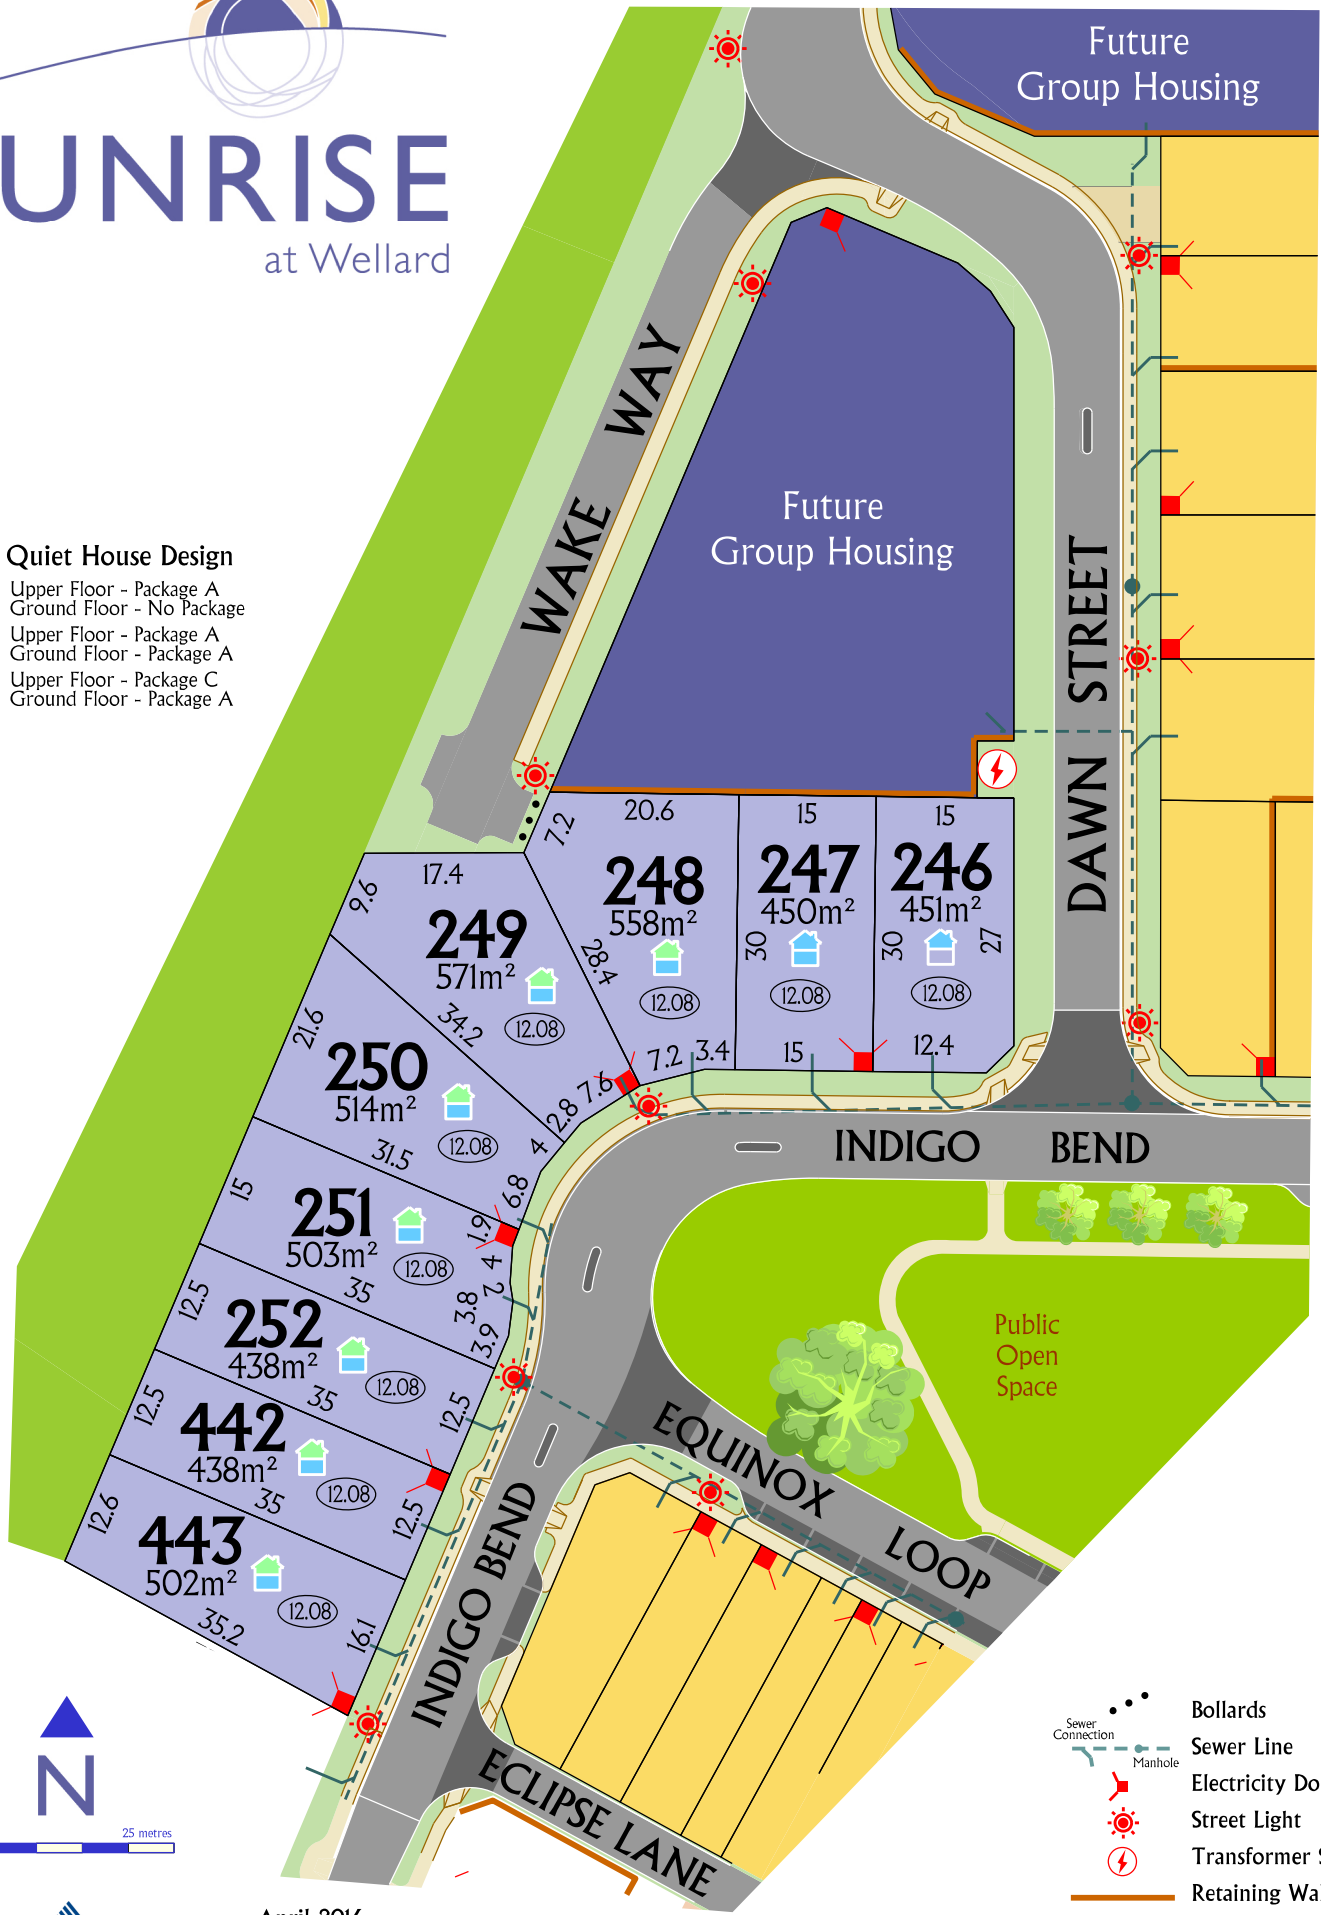 UNRISE
at Wellard
Future
Group Housing
Quiet House Design
Upper Floor - Package A
Ground Floor - No Package
Upper Floor - Package A
Ground Floor - Package A
Upper Floor - Package C
Ground Floor - Package A
WAKE WAY
Future
Group Housing
DAWN STREET
7.2
20.6
15
15
248
558m²
12.08
28.4
7.2
3.4
247
450m²
30
12.08
15
246
451m²
30
27
12.08
12.4
17.4
9.6
249
571m²
12.08
34.2
2.8
7.6
21.6
250
514m²
12.08
31.5
4
6.8
15
251
503m²
12.08
35
1.9
4
2
3.8
3.9
12.5
252
438m²
12.08
35
12.5
12.5
442
438m²
12.08
35
12.5
12.6
443
502m²
12.08
35.2
16.1
INDIGO BEND
Public
Open
Space
EQUINOX LOOP
INDIGO BEND
ECLIPSE LANE
N
25 metres
Bollards
Sewer
Connection
Manhole
Sewer Line
Electricity Do
Street Light
Transformer S
Retaining Wa
April 2016